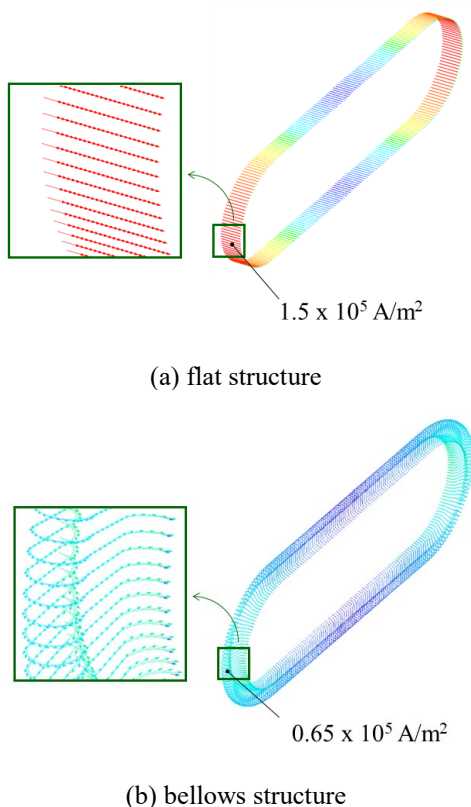 1.5 x 10⁵ A/m²
(a) flat structure
0.65 x 10⁵ A/m²
(b) bellows structure